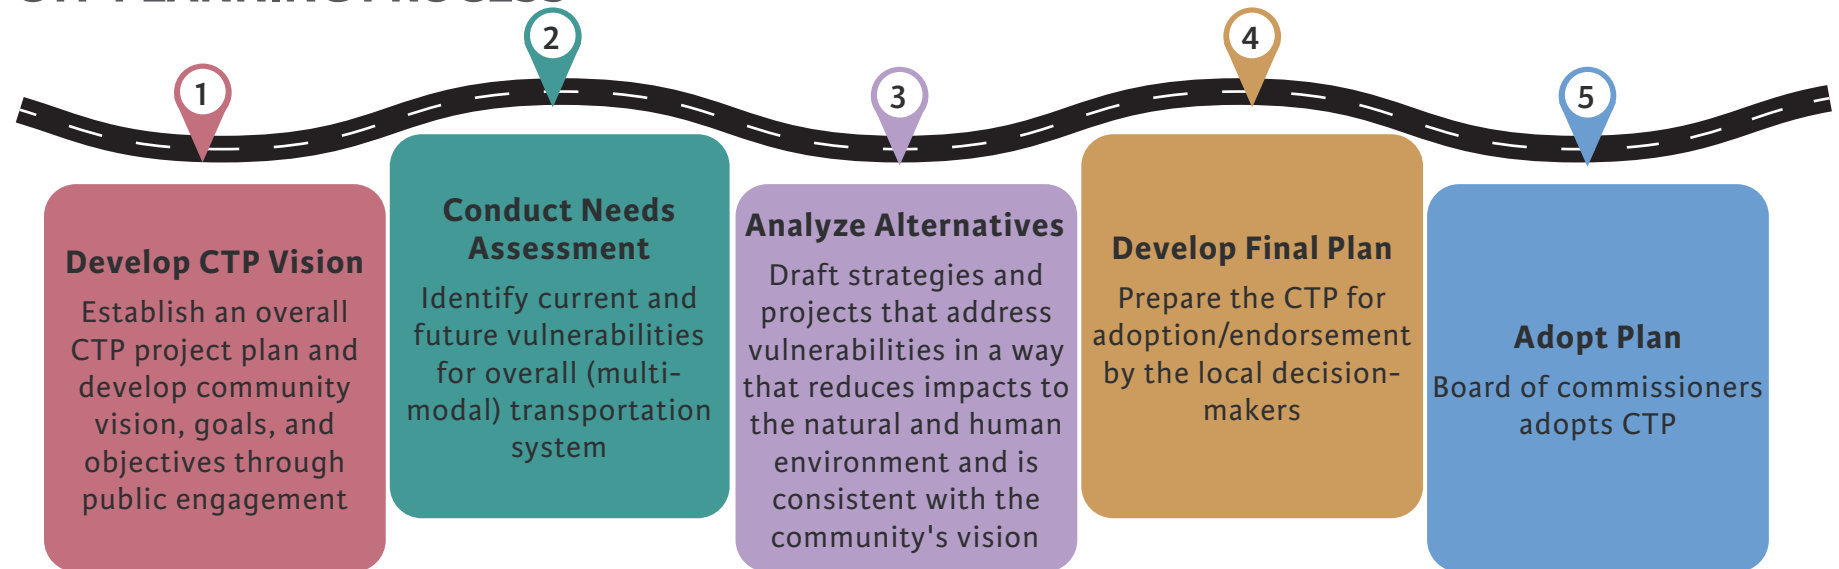 CTP PLANNING PROCESS
1
Develop CTP Vision
Establish an overall
CTP project plan and
develop community
vision, goals, and
objectives through
public engagement
2
Conduct Needs
Assessment
Identify current and
future vulnerabilities
for overall (multi-
modal) transportation
system
3
Analyze Alternatives
Draft strategies and
projects that address
vulnerabilities in a way
that reduces impacts to
the natural and human
environment and is
consistent with the
community's vision
4
Develop Final Plan
Prepare the CTP for
adoption/endorsement
by the local decision-
makers
5
Adopt Plan
Board of commissioners
adopts CTP